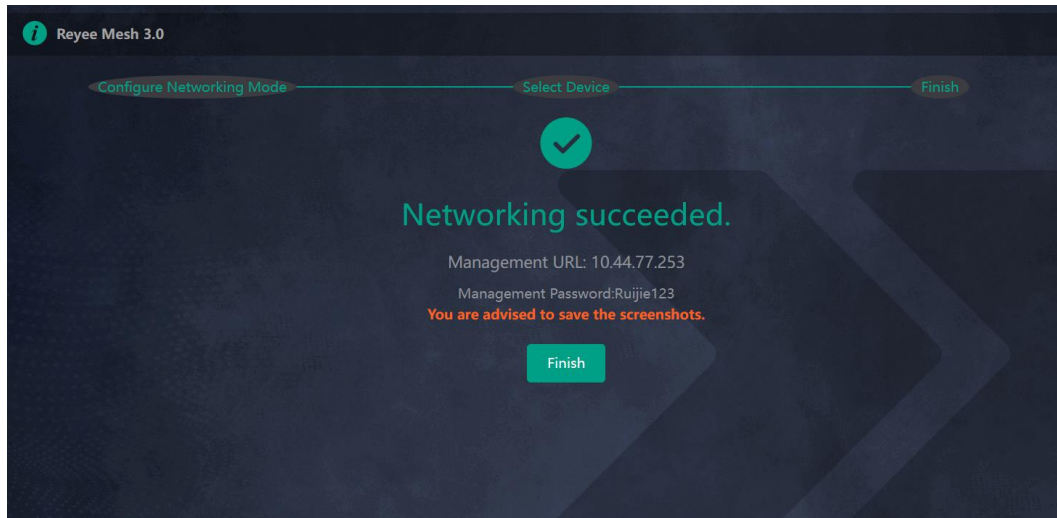 Reyee Mesh 3.0
Configure Networking Mode
Select Device
Finish
Networking succeeded.
Management URL: 10.44.77.253
Management Password:Ruijie123
You are advised to save the screenshots.
Finish